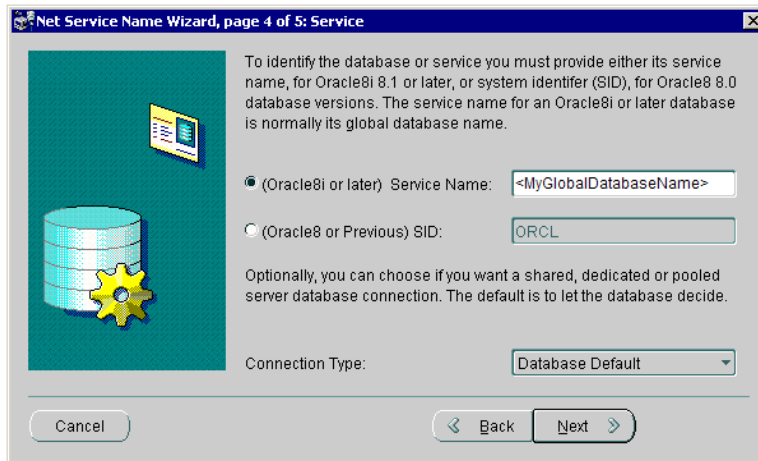 Net Service Name Wizard, page 4 of 5: Service
To identify the database or service you must provide either its service
name, for Oracle8i 8.1 or later, or system identifer (SID), for Oracle8 8.0
database versions. The service name for an Oracle8i or later database
is normally its global database name.
(Oracle8i or later) Service Name: <MyGlobalDatabaseName>
(Oracle8 or Previous) SID: ORCL
Optionally, you can choose if you want a shared, dedicated or pooled
server database connection. The default is to let the database decide.
Connection Type: Database Default
Cancel Back Next